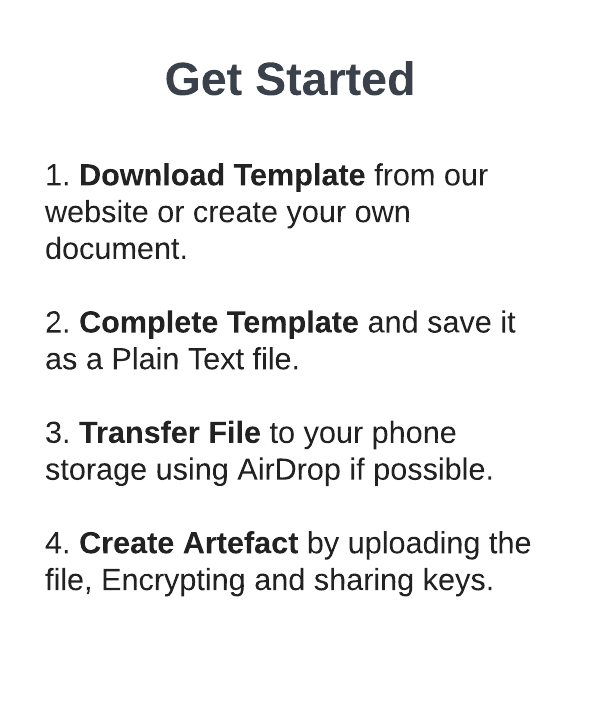 Get Started
1. Download Template from our
website or create your own
document.
2. Complete Template and save it
as a Plain Text file.
3. Transfer File to your phone
storage using AirDrop if possible.
4. Create Artefact by uploading the
file, Encrypting and sharing keys.